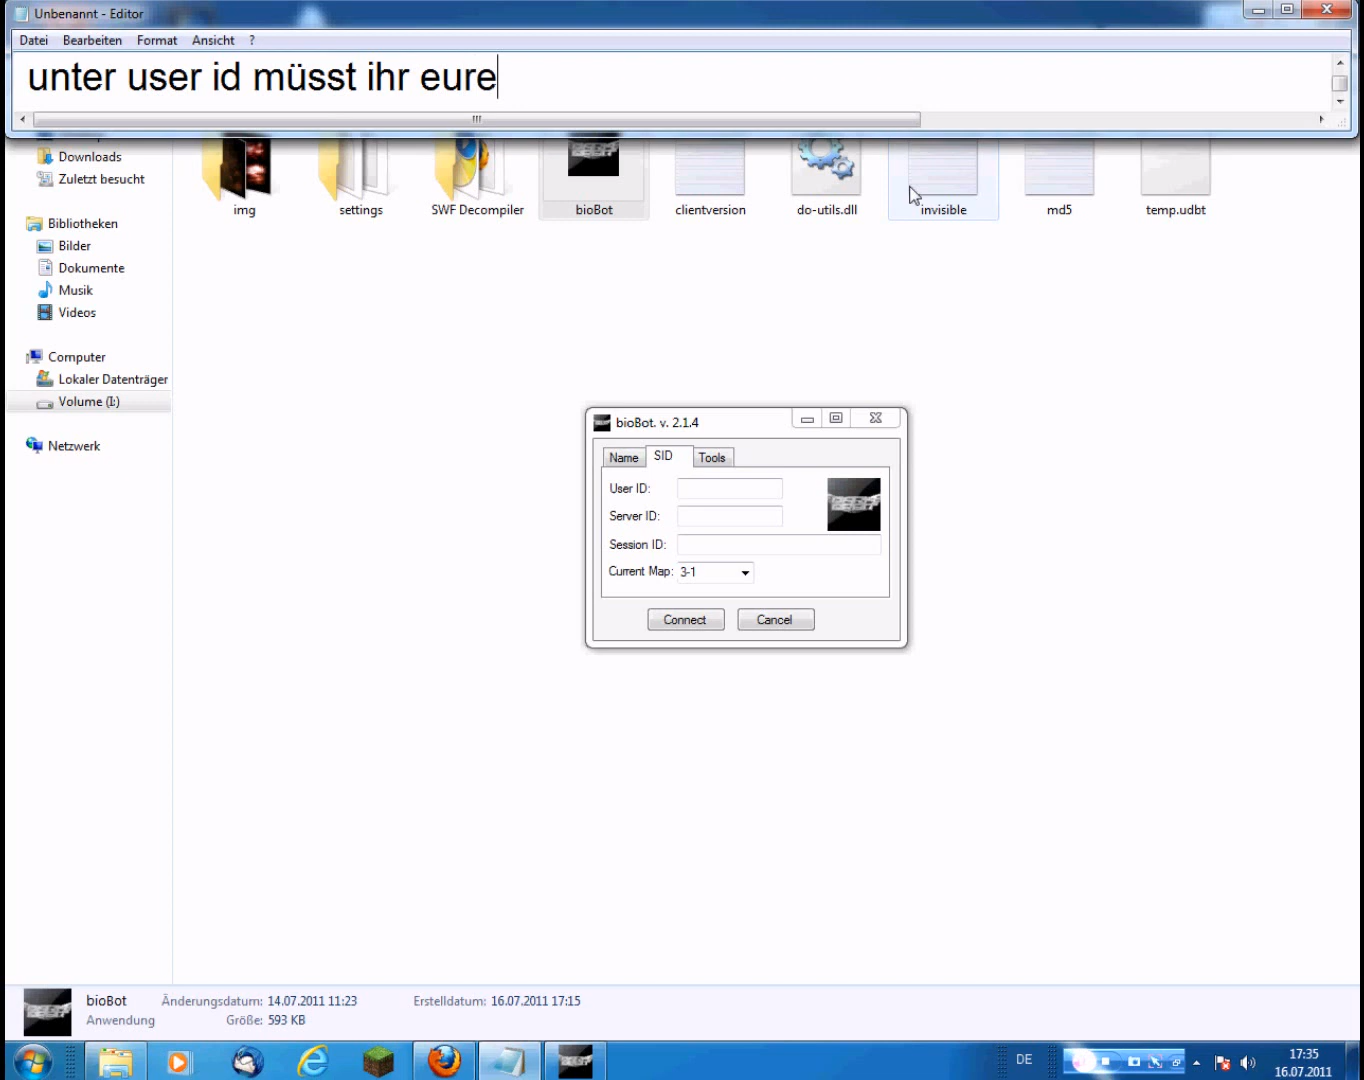 Unbenannt - Editor
Datei Bearbeiten Format Ansicht ?
unter user id müsst ihr eure
Downloads
Zuletzt besucht
img settings SWF Decompiler bioBot clientversion do-utils.dll invisible md5 temp.udbt
Bibliotheken
Bilder
Dokumente
Musik
Videos
Computer
Lokaler Datenträger
Volume (I:)
Netzwerk
bioBot. v. 2.1.4
Name SID Tools
User ID:
Server ID:
Session ID:
Current Map: 3-1
Connect Cancel
bioBot Änderungsdatum: 14.07.2011 11:23 Erstelldatum: 16.07.2011 17:15
Anwendung Größe: 593 KB
DE 17:35
16.07.2011